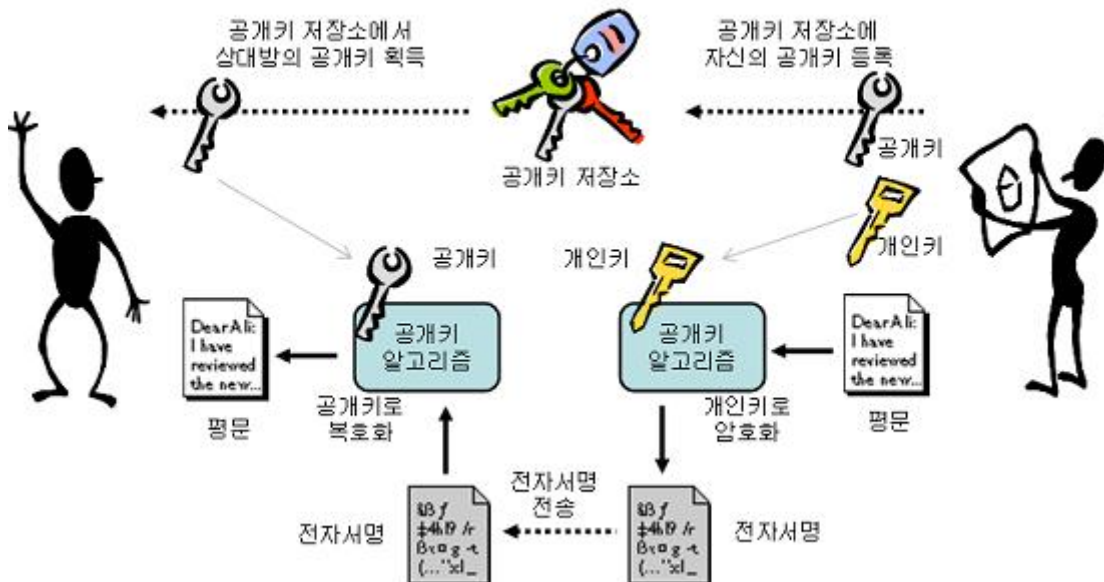 공개키 저장소에서
상대방의 공개키 획득
공개키 저장소에
자신의 공개키 등록
공개키
공개키 저장소
개인키
공개키
개인키
공개키
알고리즘
공개키
알고리즘
DearAli:
I have
reviewed
the new...
DearAli:
I have
reviewed
the new...
평문
공개키로
복호화
개인키로
암호화
평문
전자서명
전자서명
전송
전자서명